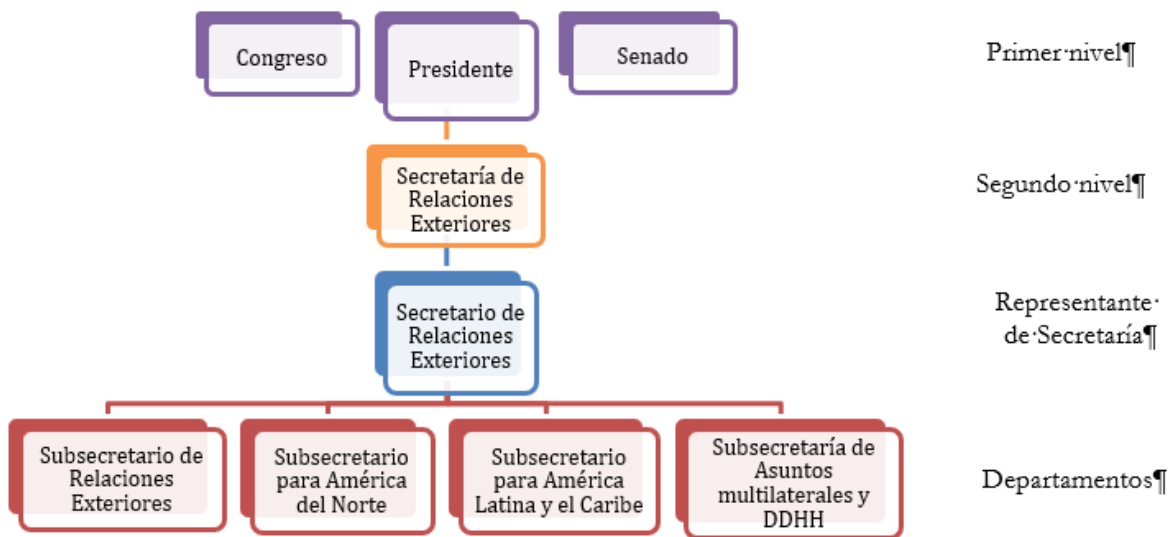 Congreso
Presidente
Senado
Primer·nivel¶
Secretaría de
Relaciones
Exteriores
Segundo·nivel¶
Secretario de
Relaciones
Exteriores
Representante·
de·Secretaría¶
Subsecretario de
Relaciones
Exteriores
Subsecretario
para América
del Norte
Subsecretario
para América
Latina y el Caribe
Subsecretaría de
Asuntos
multilaterales y
DDHH
Departamentos¶